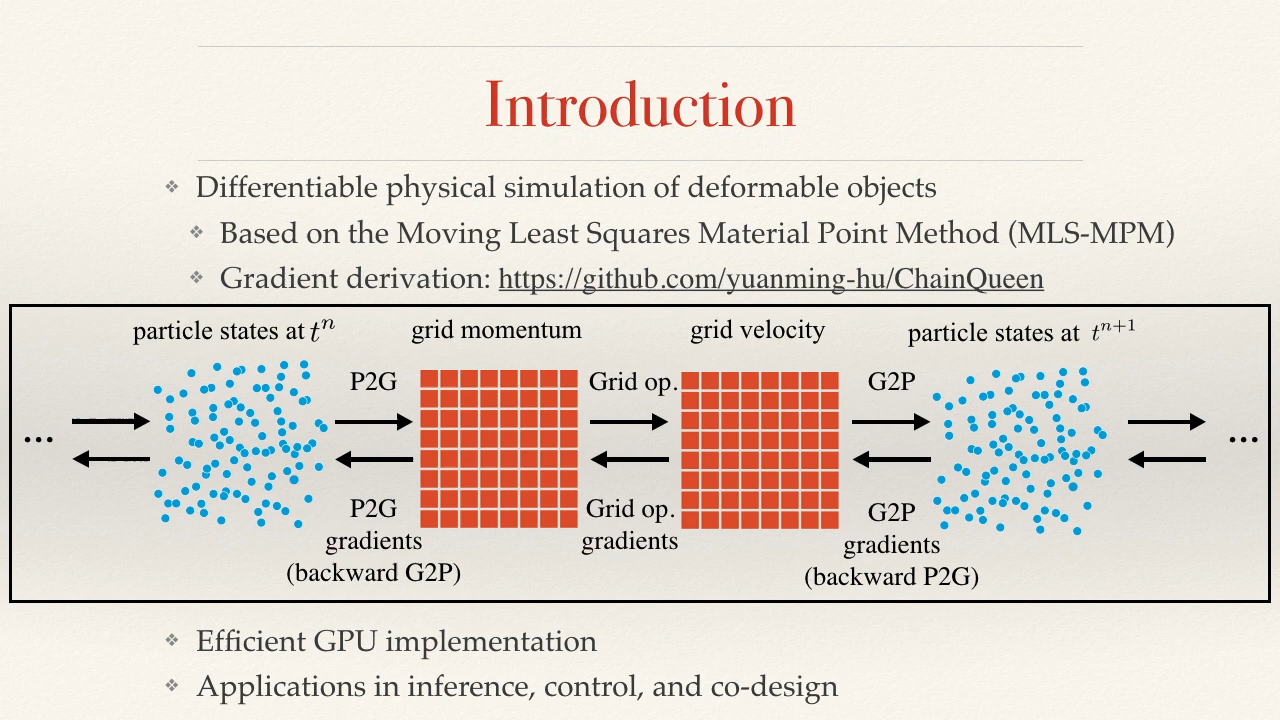 Introduction
❖ Differentiable physical simulation of deformable objects
❖ Based on the Moving Least Squares Material Point Method (MLS-MPM)
❖ Gradient derivation: https://github.com/yuanming-hu/ChainQueen
particle states at tⁿ
grid momentum
grid velocity
particle states at tⁿ⁺¹
P2G
Grid op.
G2P
...
...
P2G
gradients
(backward G2P)
Grid op.
gradients
G2P
gradients
(backward P2G)
❖ Efficient GPU implementation
❖ Applications in inference, control, and co-design